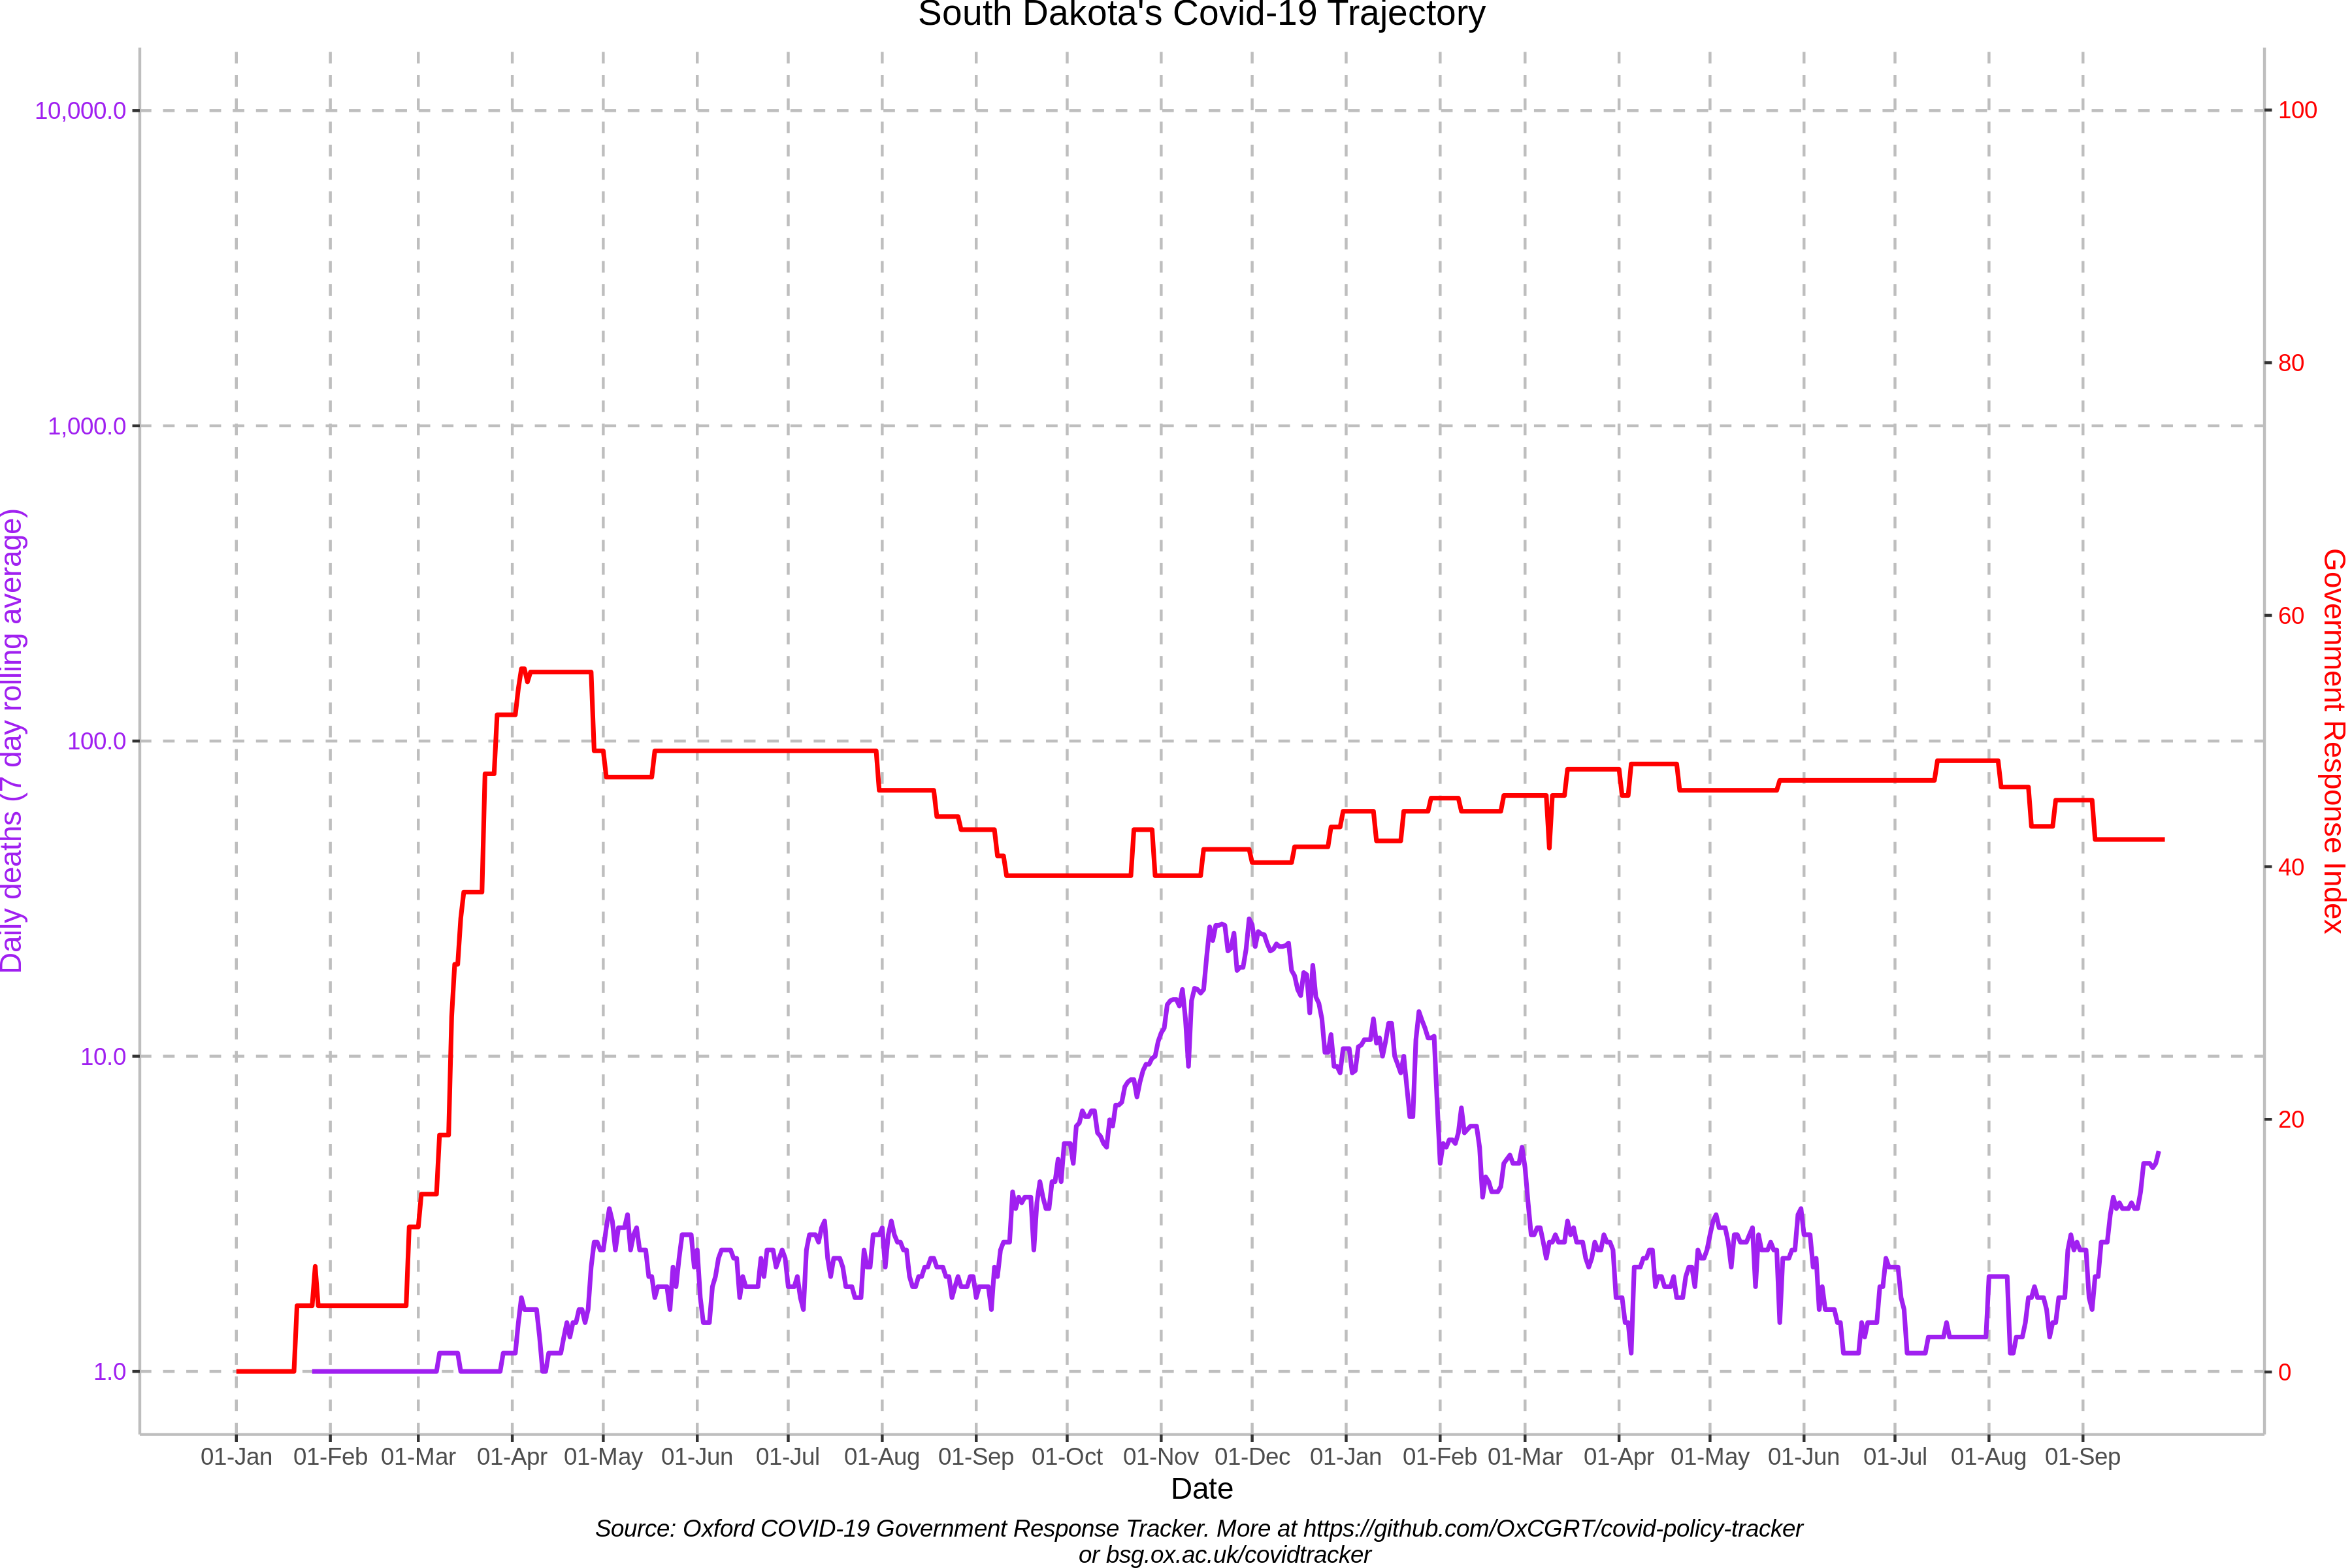 South Dakota's Covid-19 Trajectory
10,000.0
1,000.0
100.0
10.0
1.0
Daily deaths (7 day rolling average)
100
80
60
40
20
0
Government Response Index
01-Jan 01-Feb 01-Mar 01-Apr 01-May 01-Jun 01-Jul 01-Aug 01-Sep 01-Oct 01-Nov 01-Dec 01-Jan 01-Feb 01-Mar 01-Apr 01-May 01-Jun 01-Jul 01-Aug 01-Sep
Date
Source: Oxford COVID-19 Government Response Tracker. More at https://github.com/OxCGRT/covid-policy-tracker
or bsg.ox.ac.uk/covidtracker